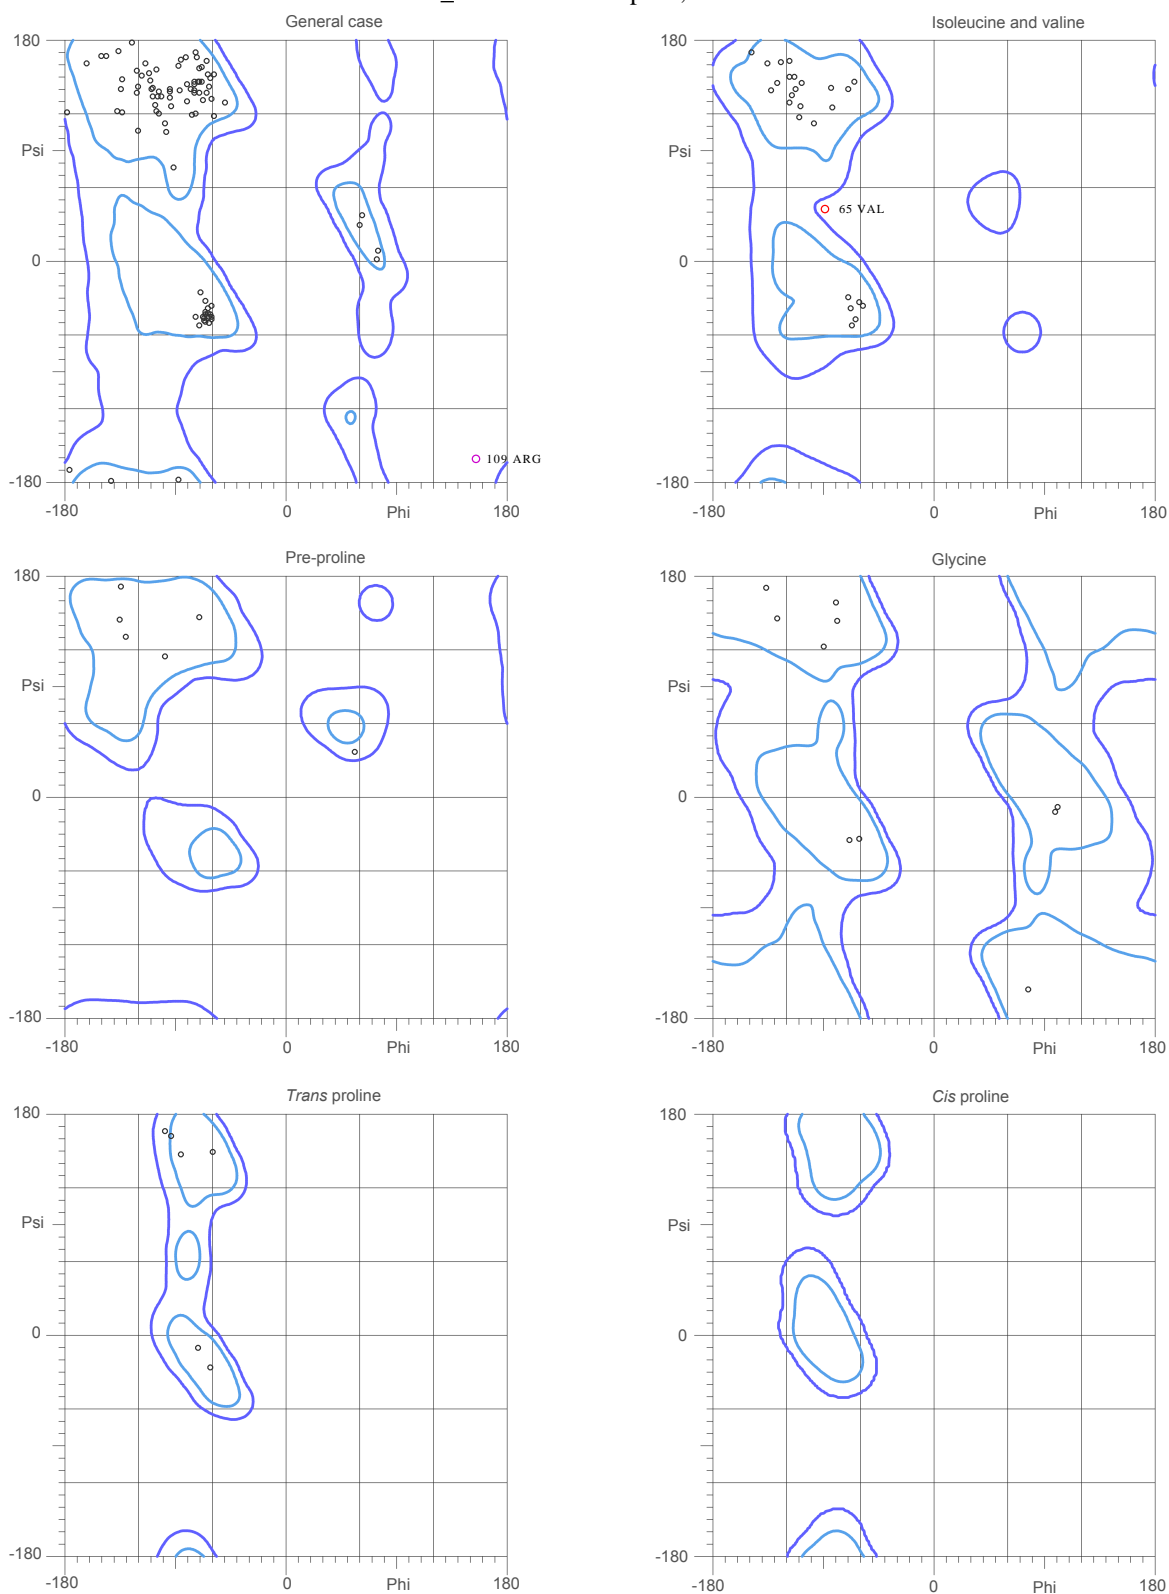 General case
Isoleucine and valine
180
180
Psi
Psi
65 VAL
0
0
109 ARG
-180
-180
-180
0
Phi
180
-180
0
Phi
180
Pre-proline
Glycine
180
180
Psi
Psi
0
0
-180
-180
-180
0
Phi
180
-180
0
Phi
180
Trans proline
Cis proline
180
180
Psi
Psi
0
0
-180
-180
-180
0
Phi
180
-180
0
Phi
180